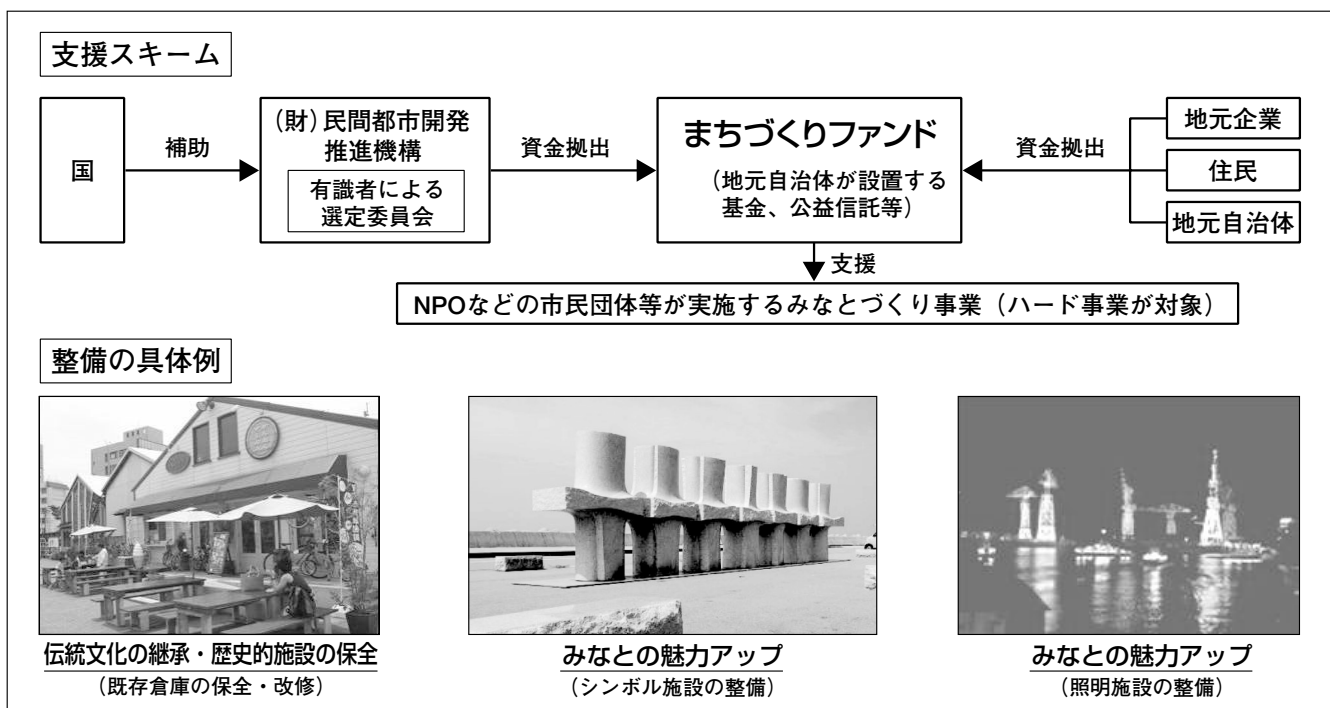 支援スキーム
国
補助
（財）民間都市開発
推進機構
有識者による
選定委員会
資金拠出
まちづくりファンド
（地元自治体が設置する
基金、公益信託等）
資金拠出
地元企業
住民
地元自治体
支援
NPOなどの市民団体等が実施するみなとづくり事業（ハード事業が対象）
整備の具体例
伝統文化の継承・歴史的施設の保全
（既存倉庫の保全・改修）
みなとの魅力アップ
（シンボル施設の整備）
みなとの魅力アップ
（照明施設の整備）